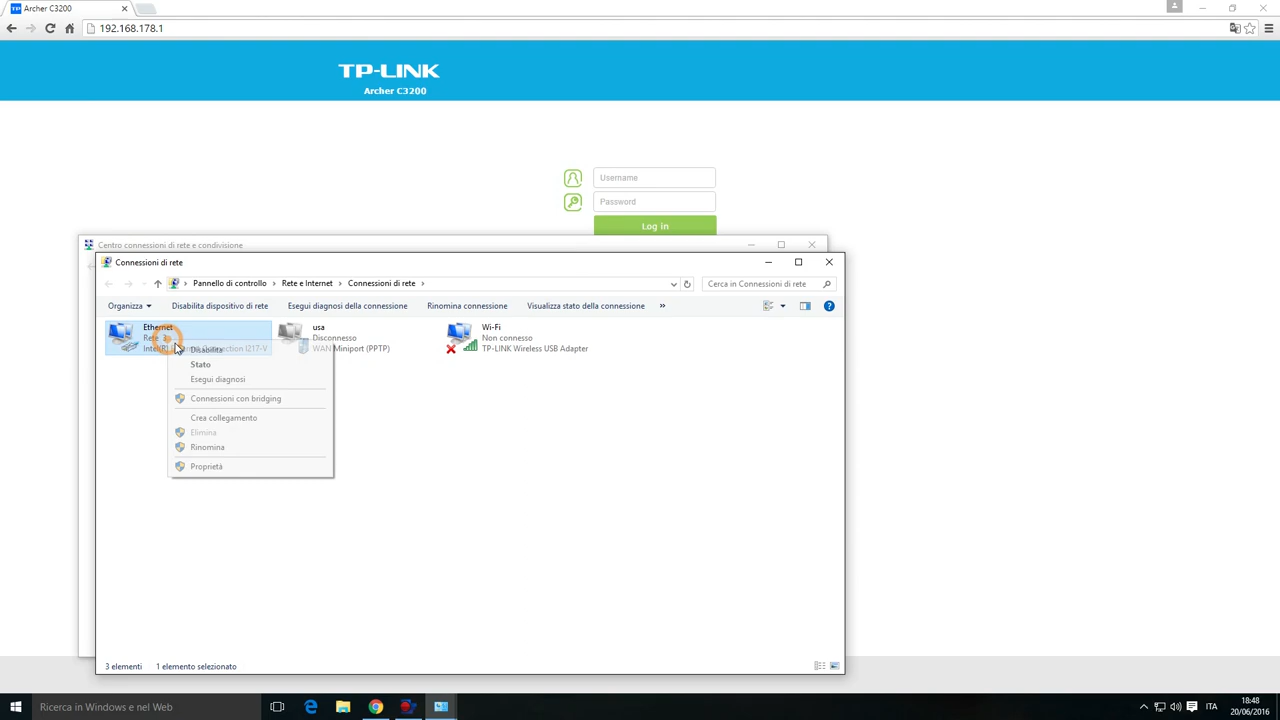 Archer C3200
192.168.178.1
TP-LINK
Archer C3200
Username
Password
Log in
Centro connessioni di rete e condivisione
Connessioni di rete
Pannello di controllo
Rete e Internet
Connessioni di rete
Cerca in Connessioni di rete
Organizza
Disabilita dispositivo di rete
Esegui diagnosi della connessione
Rinomina connessione
Visualizza stato della connessione
»
Ethernet
Rete 3
Connection I217-V
usa
Disconnesso
WAN Miniport (PPTP)
Wi-Fi
Non connesso
TP-LINK Wireless USB Adapter
Disabilita
Stato
Esegui diagnosi
Connessioni con bridging
Crea collegamento
Elimina
Rinomina
Proprietà
3 elementi
1 elemento selezionato
Ricerca in Windows e nel Web
ITA
18:48
20/06/2016